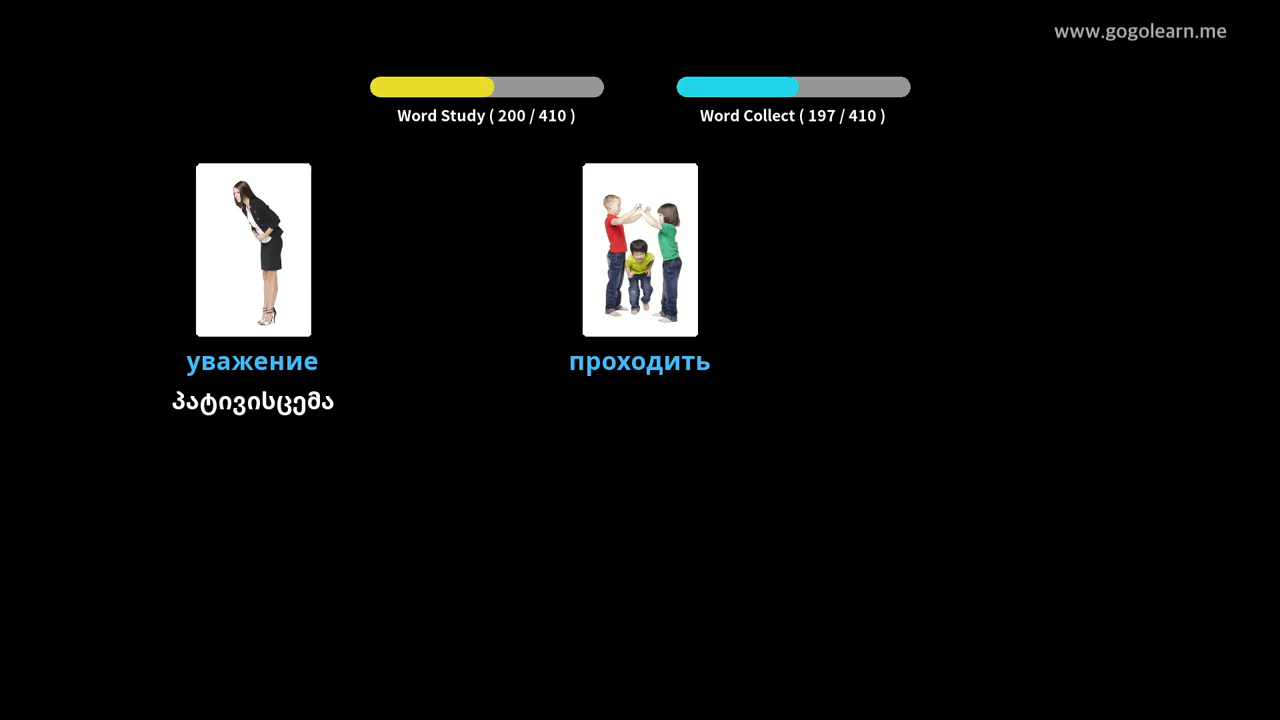 www.gogolearn.me
Word Study ( 200 / 410 )
Word Collect ( 197 / 410 )
уважение
პატივისცემა
проходить